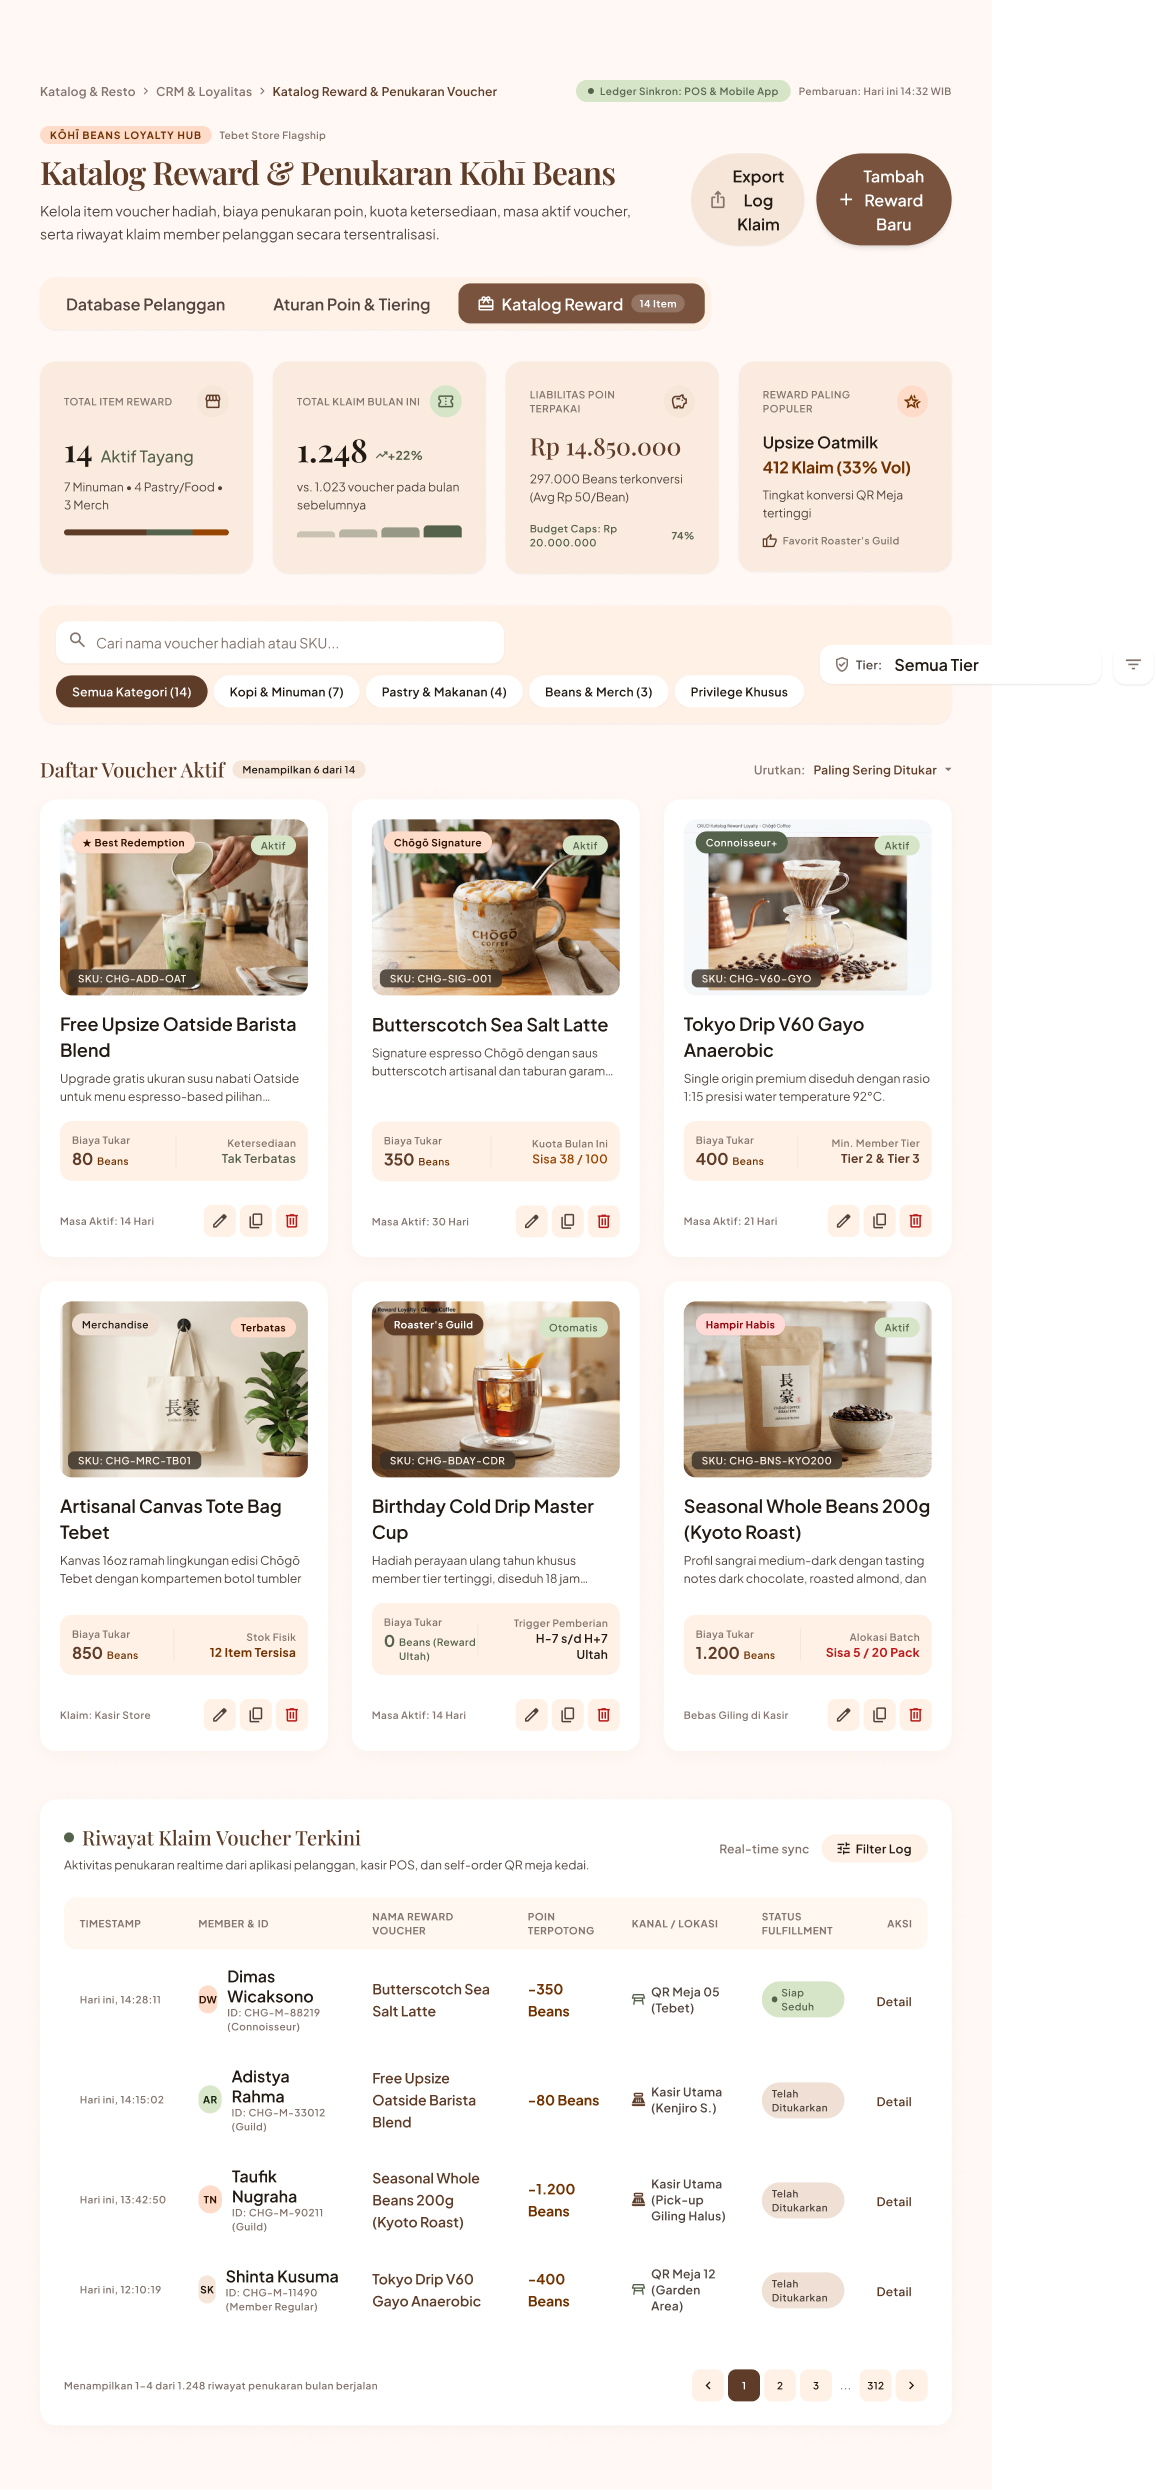 Katalog & Resto > CRM & Loyalitas > Katalog Reward & Penukaran Voucher
Ledger Sinkron: POS & Mobile App
Pembaruan: Hari ini 14:32 WIB
KŌHĪ BEANS LOYALTY HUB
Tebet Store Flagship
Katalog Reward & Penukaran Kōhī Beans
Kelola item voucher hadiah, biaya penukaran poin, kuota ketersediaan, masa aktif voucher,
serta riwayat klaim member pelanggan secara tersentralisasi.
Export
Log
Klaim
Tambah
Reward
Baru
Database Pelanggan
Aturan Poin & Tiering
Katalog Reward
14 Item
TOTAL ITEM REWARD
14 Aktif Tayang
7 Minuman • 4 Pastry/Food •
3 Merch
TOTAL KLAIM BULAN INI
1.248
+22%
vs. 1.023 voucher pada bulan
sebelumnya
LIABILITAS POIN
TERPAKAI
Rp 14.850.000
297.000 Beans terkonversi
(Avg Rp 50/Bean)
Budget Caps: Rp
20.000.000
74%
REWARD PALING
POPULER
Upsize Oatmilk
412 Klaim (33% Vol)
Tingkat konversi QR Meja
tertinggi
Favorit Roaster's Guild
Cari nama voucher hadiah atau SKU...
Tier: Semua Tier
Semua Kategori (14)
Kopi & Minuman (7)
Pastry & Makanan (4)
Beans & Merch (3)
Privilege Khusus
Daftar Voucher Aktif
Menampilkan 6 dari 14
Urutkan: Paling Sering Ditukar
★ Best Redemption
Aktif
SKU: CHG-ADD-OAT
Free Upsize Oatside Barista
Blend
Upgrade gratis ukuran susu nabati Oatside
untuk menu espresso-based pilihan...
Biaya Tukar
80 Beans
Ketersediaan
Tak Terbatas
Masa Aktif: 14 Hari
Chōgō Signature
Aktif
CHŌGŌ
COFFEE
SKU: CHG-SIG-001
Butterscotch Sea Salt Latte
Signature espresso Chōgō dengan saus
butterscotch artisanal dan taburan garam...
Biaya Tukar
350 Beans
Kuota Bulan Ini
Sisa 38 / 100
Masa Aktif: 30 Hari
CRUD Katalog Reward Loyalty - Chōgō Coffee
Connoisseur+
Aktif
SKU: CHG-V60-GYO
Tokyo Drip V60 Gayo
Anaerobic
Single origin premium diseduh dengan rasio
1:15 presisi water temperature 92°C.
Biaya Tukar
400 Beans
Min. Member Tier
Tier 2 & Tier 3
Masa Aktif: 21 Hari
Merchandise
Terbatas
長豪
SKU: CHG-MRC-TB01
Artisanal Canvas Tote Bag
Tebet
Kanvas 16oz ramah lingkungan edisi Chōgō
Tebet dengan kompartemen botol tumbler
Biaya Tukar
850 Beans
Stok Fisik
12 Item Tersisa
Klaim: Kasir Store
g Reward Loyalty - Chōgō Coffee
Roaster's Guild
Otomatis
SKU: CHG-BDAY-CDR
Birthday Cold Drip Master
Cup
Hadiah perayaan ulang tahun khusus
member tier tertinggi, diseduh 18 jam...
Biaya Tukar
0 Beans (Reward
Ultah)
Trigger Pemberian
H-7 s/d H+7
Ultah
Masa Aktif: 14 Hari
Hampir Habis
Aktif
長豪
SKU: CHG-BNS-KYO200
Seasonal Whole Beans 200g
(Kyoto Roast)
Profil sangrai medium-dark dengan tasting
notes dark chocolate, roasted almond, dan
Biaya Tukar
1.200 Beans
Alokasi Batch
Sisa 5 / 20 Pack
Bebas Giling di Kasir
Riwayat Klaim Voucher Terkini
Aktivitas penukaran realtime dari aplikasi pelanggan, kasir POS, dan self-order QR meja kedai.
Real-time sync
Filter Log
TIMESTAMP
MEMBER & ID
NAMA REWARD
VOUCHER
POIN
TERPOTONG
KANAL / LOKASI
STATUS
FULFILLMENT
AKSI
Hari ini, 14:28:11
DW
Dimas
Wicaksono
ID: CHG-M-88219
(Connoisseur)
Butterscotch Sea
Salt Latte
-350
Beans
QR Meja 05
(Tebet)
Siap
Seduh
Detail
Hari ini, 14:15:02
AR
Adistya
Rahma
ID: CHG-M-33012
(Guild)
Free Upsize
Oatside Barista
Blend
-80 Beans
Kasir Utama
(Kenjiro S.)
Telah
Ditukarkan
Detail
Hari ini, 13:42:50
TN
Taufik
Nugraha
ID: CHG-M-90211
(Guild)
Seasonal Whole
Beans 200g
(Kyoto Roast)
-1.200
Beans
Kasir Utama
(Pick-up
Giling Halus)
Telah
Ditukarkan
Detail
Hari ini, 12:10:19
SK
Shinta Kusuma
ID: CHG-M-11490
(Member Regular)
Tokyo Drip V60
Gayo Anaerobic
-400
Beans
QR Meja 12
(Garden
Area)
Telah
Ditukarkan
Detail
Menampilkan 1-4 dari 1.248 riwayat penukaran bulan berjalan
1
2
3
...
312